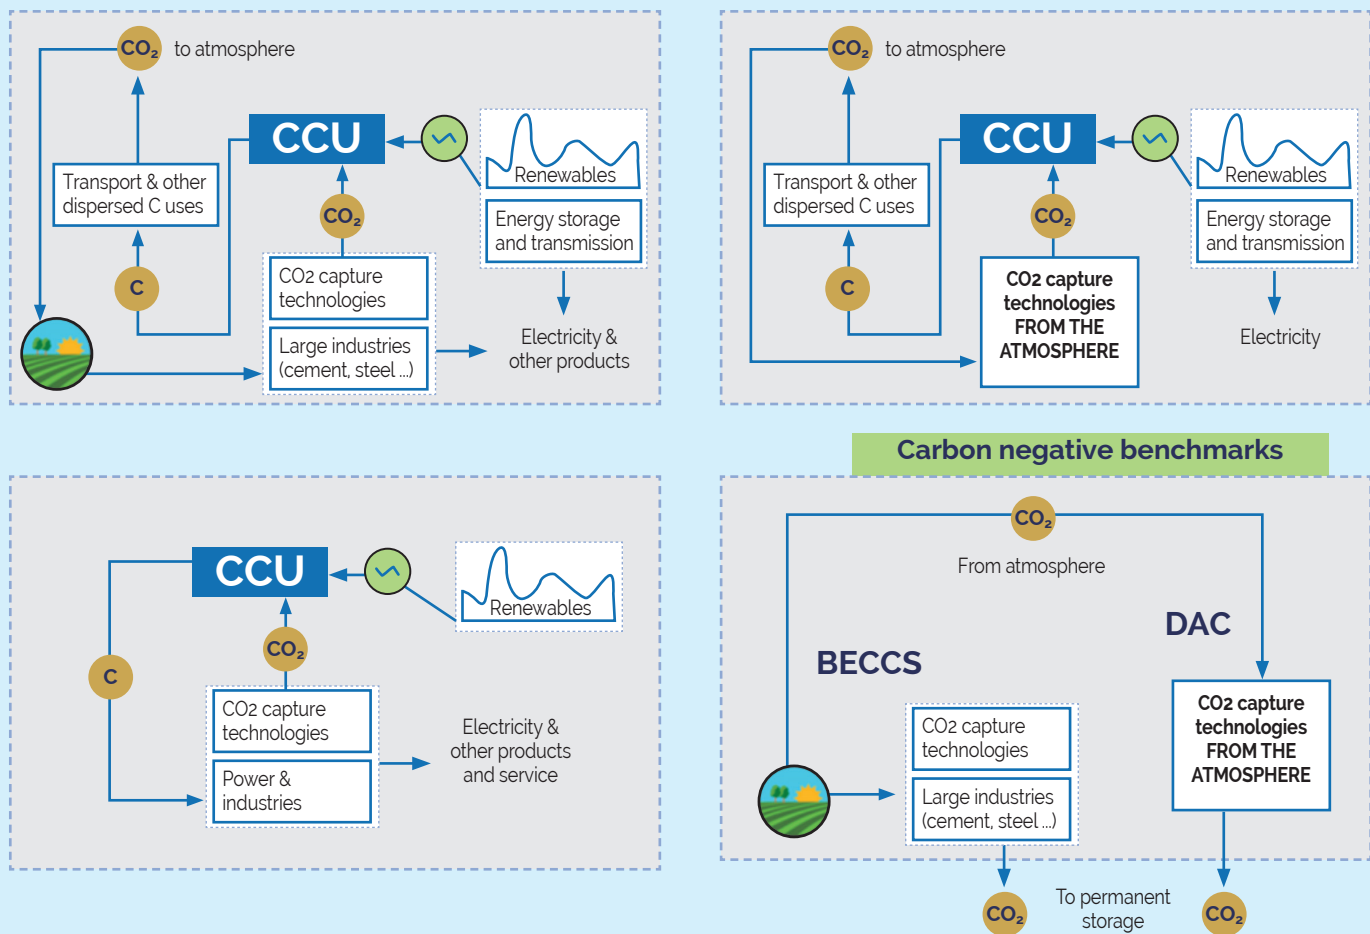 CO₂ to atmosphere
CCU
Renewables
Transport & other
dispersed C uses
CO₂
Energy storage
and transmission
C
CO2 capture
technologies
Large industries
(cement, steel ...)
Electricity &
other products
CO₂ to atmosphere
CCU
Renewables
Transport & other
dispersed C uses
CO₂
Energy storage
and transmission
C
CO2 capture
technologies
FROM THE
ATMOSPHERE
Electricity
CCU
Renewables
CO₂
C
CO2 capture
technologies
Power &
industries
Electricity &
other products
and service
Carbon negative benchmarks
CO₂
From atmosphere
DAC
BECCS
CO2 capture
technologies
Large industries
(cement, steel ...)
CO2 capture
technologies
FROM THE
ATMOSPHERE
CO₂
To permanent
storage
CO₂